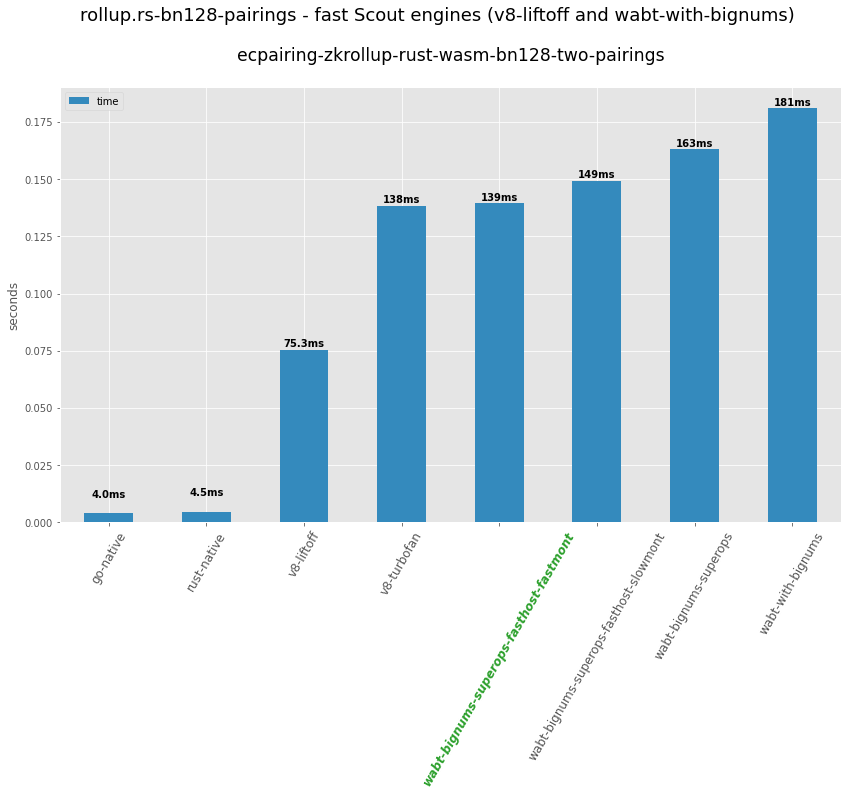 rollup.rs-bn128-pairings - fast Scout engines (v8-liftoff and wabt-with-bignums)
ecpairing-zkrollup-rust-wasm-bn128-two-pairings
time
seconds
0.175
0.150
0.125
0.100
0.075
0.050
0.025
0.000
4.0ms
4.5ms
75.3ms
138ms
139ms
149ms
163ms
181ms
go-native
rust-native
v8-liftoff
v8-turbofan
wabt-bignums-superops-fasthost-fastmont
wabt-bignums-superops-fasthost-slowmont
wabt-bignums-superops
wabt-with-bignums